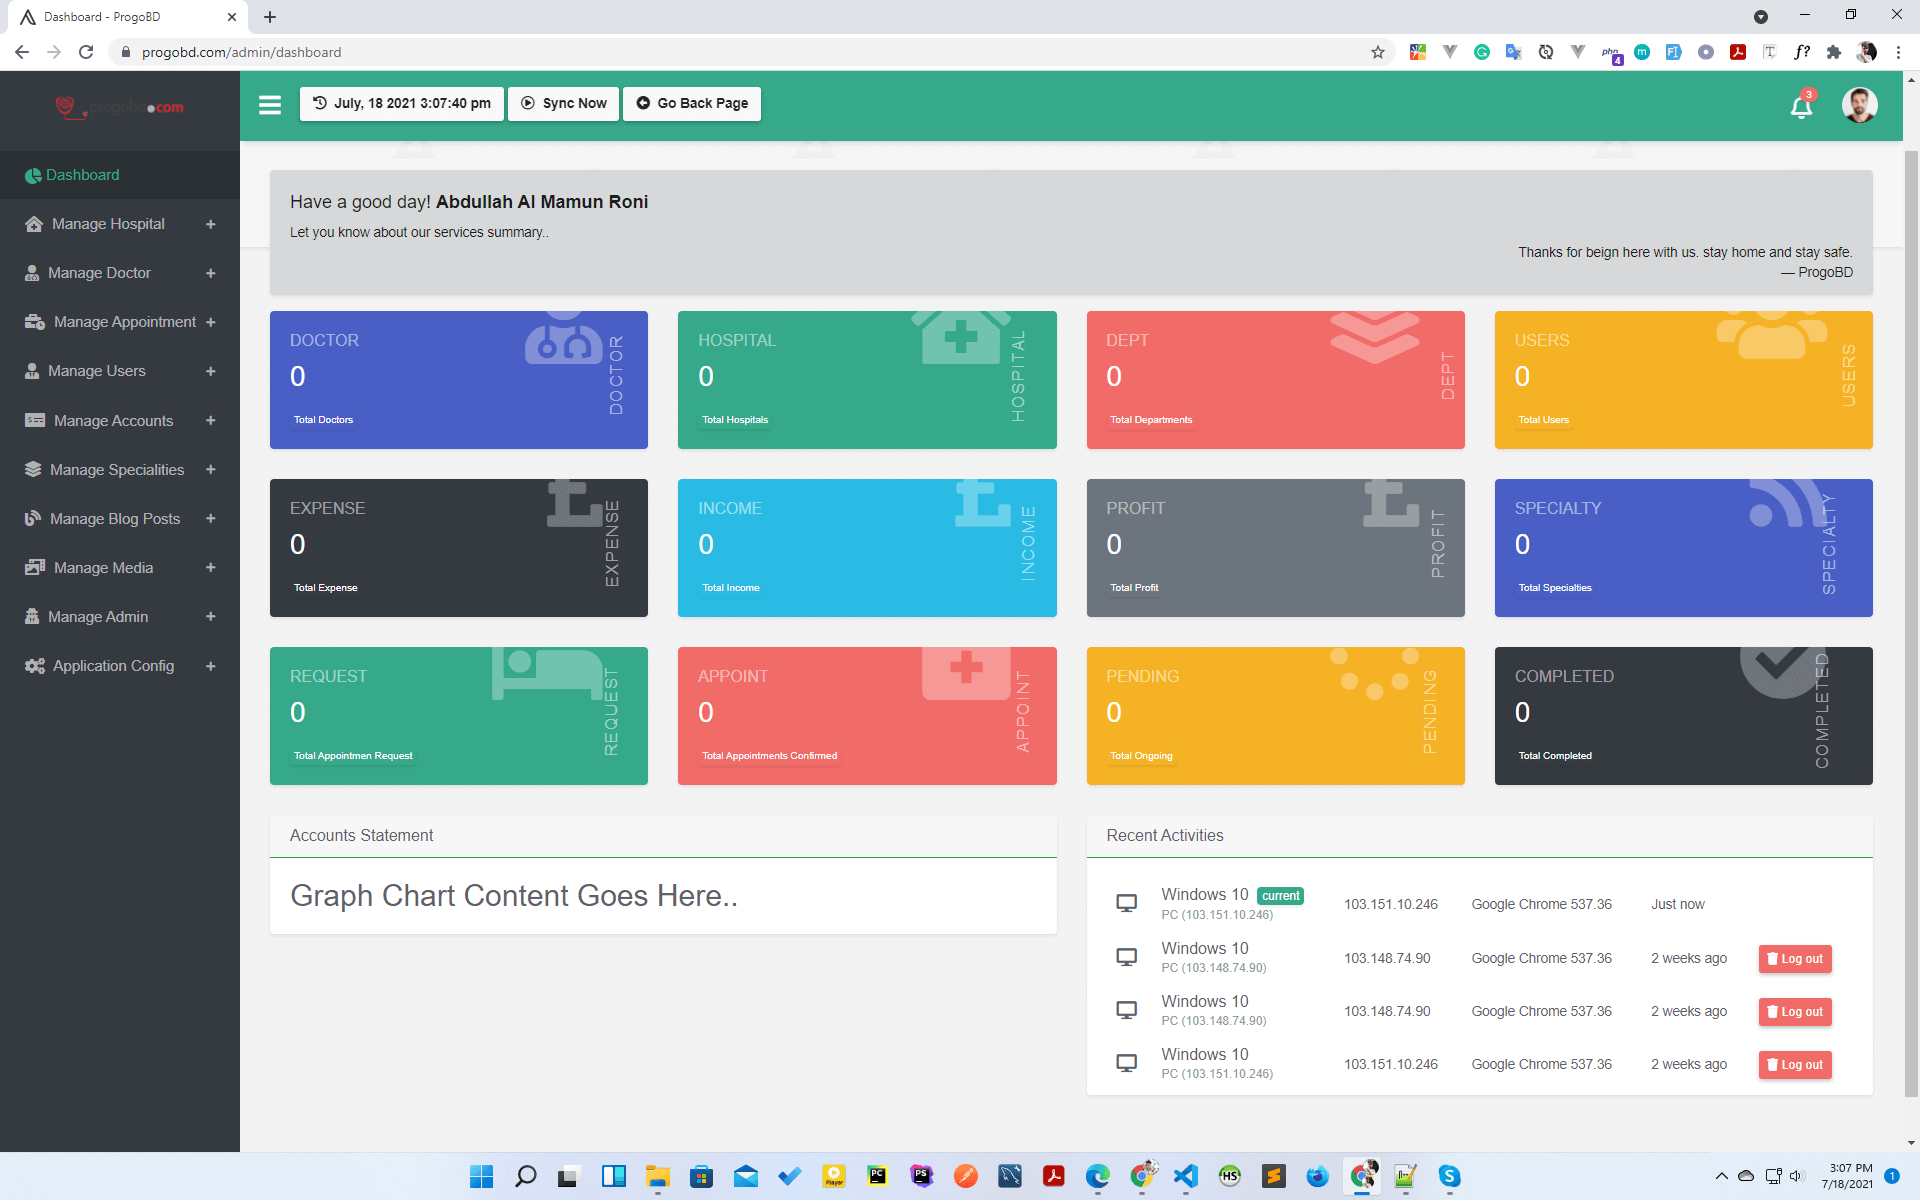 Dashboard - ProgoBD
progobd.com/admin/dashboard
php
4
m
T
f?
progobd.com
July, 18 2021 3:07:40 pm
Sync Now
Go Back Page
3
Dashboard
Manage Hospital +
Manage Doctor +
Manage Appointment +
Manage Users +
Manage Accounts +
Manage Specialities +
Manage Blog Posts +
Manage Media +
Manage Admin +
Application Config +
Have a good day! Abdullah Al Mamun Roni
Let you know about our services summary..
Thanks for beign here with us. stay home and stay safe.
— ProgoBD
DOCTOR
0
Total Doctors
DOCTOR
HOSPITAL
0
Total Hospitals
HOSPITAL
DEPT
0
Total Departments
DEPT
USERS
0
Total Users
USERS
EXPENSE
0
Total Expense
EXPENSE
INCOME
0
Total Income
INCOME
PROFIT
0
Total Profit
PROFIT
SPECIALTY
0
Total Specialties
SPECIALTY
REQUEST
0
Total Appointmen Request
REQUEST
APPOINT
0
Total Appointments Confirmed
APPOINT
PENDING
0
Total Ongoing
PENDING
COMPLETED
0
Total Completed
COMPLETED
Accounts Statement
Graph Chart Content Goes Here..
Recent Activities
Windows 10 current
PC (103.151.10.246)
103.151.10.246 Google Chrome 537.36 Just now
Windows 10
PC (103.148.74.90)
103.148.74.90 Google Chrome 537.36 2 weeks ago Log out
Windows 10
PC (103.148.74.90)
103.148.74.90 Google Chrome 537.36 2 weeks ago Log out
Windows 10
PC (103.151.10.246)
103.151.10.246 Google Chrome 537.36 2 weeks ago Log out
Player
PC
PS
HS
S
3:07 PM
7/18/2021
1